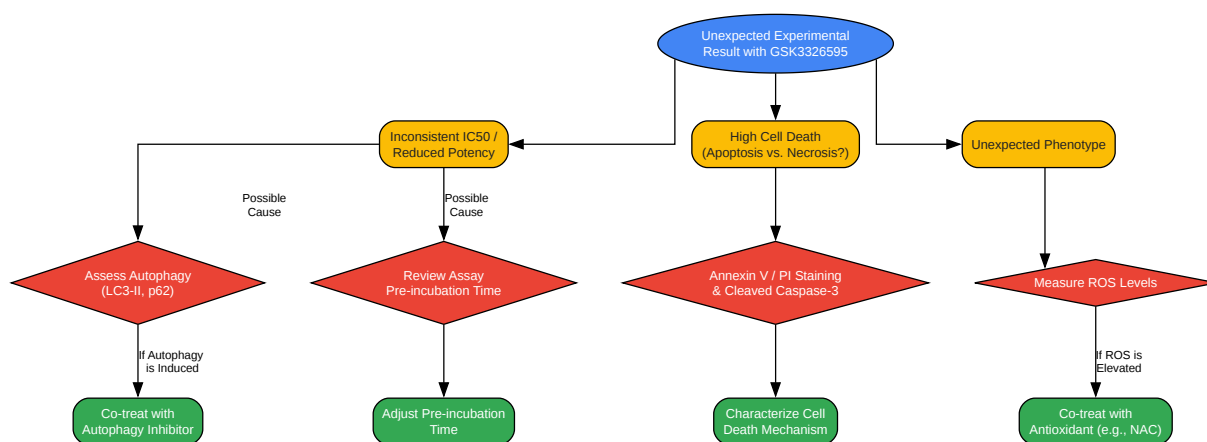 Unexpected Experimental
Result with GSK3326595
Inconsistent IC50 /
Reduced Potency
High Cell Death
(Apoptosis vs. Necrosis?)
Unexpected Phenotype
Possible
Cause
Possible
Cause
Assess Autophagy
(LC3-II, p62)
Review Assay
Pre-incubation Time
Annexin V / PI Staining
& Cleaved Caspase-3
Measure ROS Levels
If Autophagy
is Induced
If ROS is
Elevated
Co-treat with
Autophagy Inhibitor
Adjust Pre-incubation
Time
Characterize Cell
Death Mechanism
Co-treat with
Antioxidant (e.g., NAC)